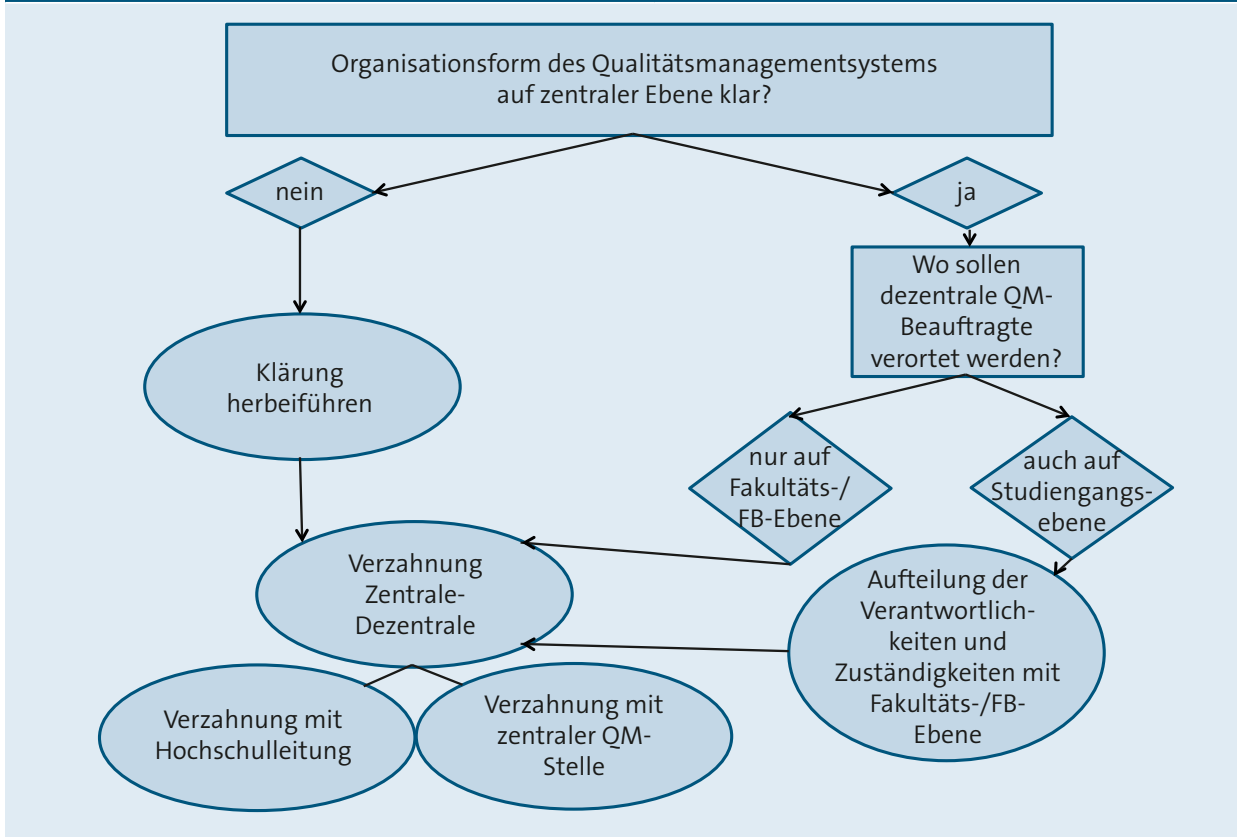 Organisationsform des Qualitätsmanagementsystems
auf zentraler Ebene klar?
nein
ja
Wo sollen
dezentrale QM-
Beauftragte
verortet werden?
Klärung
herbeiführen
nur auf
Fakultäts-/
FB-Ebene
auch auf
Studiengangs-
ebene
Verzahnung
Zentrale-
Dezentrale
Aufteilung der
Verantwortlich-
keiten und
Zuständigkeiten mit
Fakultäts-/FB-
Ebene
Verzahnung mit
Hochschulleitung
Verzahnung mit
zentraler QM-
Stelle